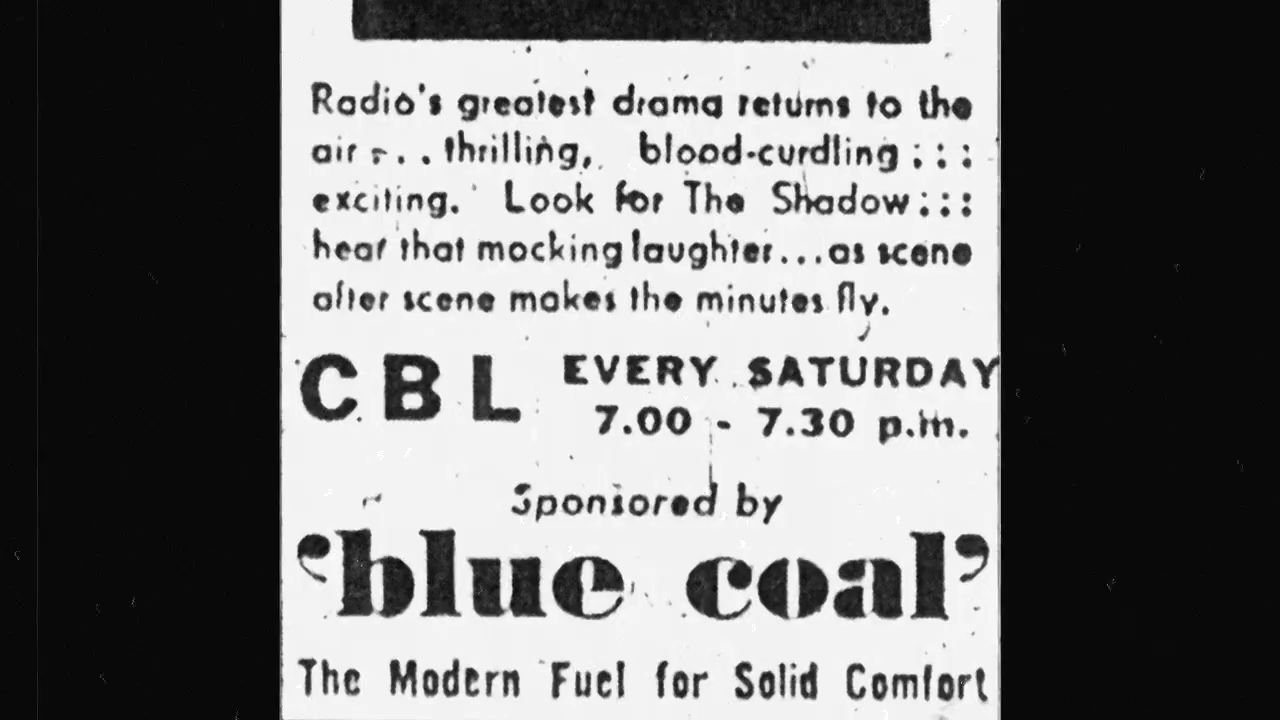 Radio's greatest drama returns to the
air . . . thrilling, blood-curdling : : :
exciting. Look for The Shadow : : :
hear that mocking laughter...as scene
after scene makes the minutes fly.
CBL EVERY SATURDAY
7.00 - 7.30 p.m.
Sponsored by
'blue coal'
The Modern Fuel for Solid Comfort